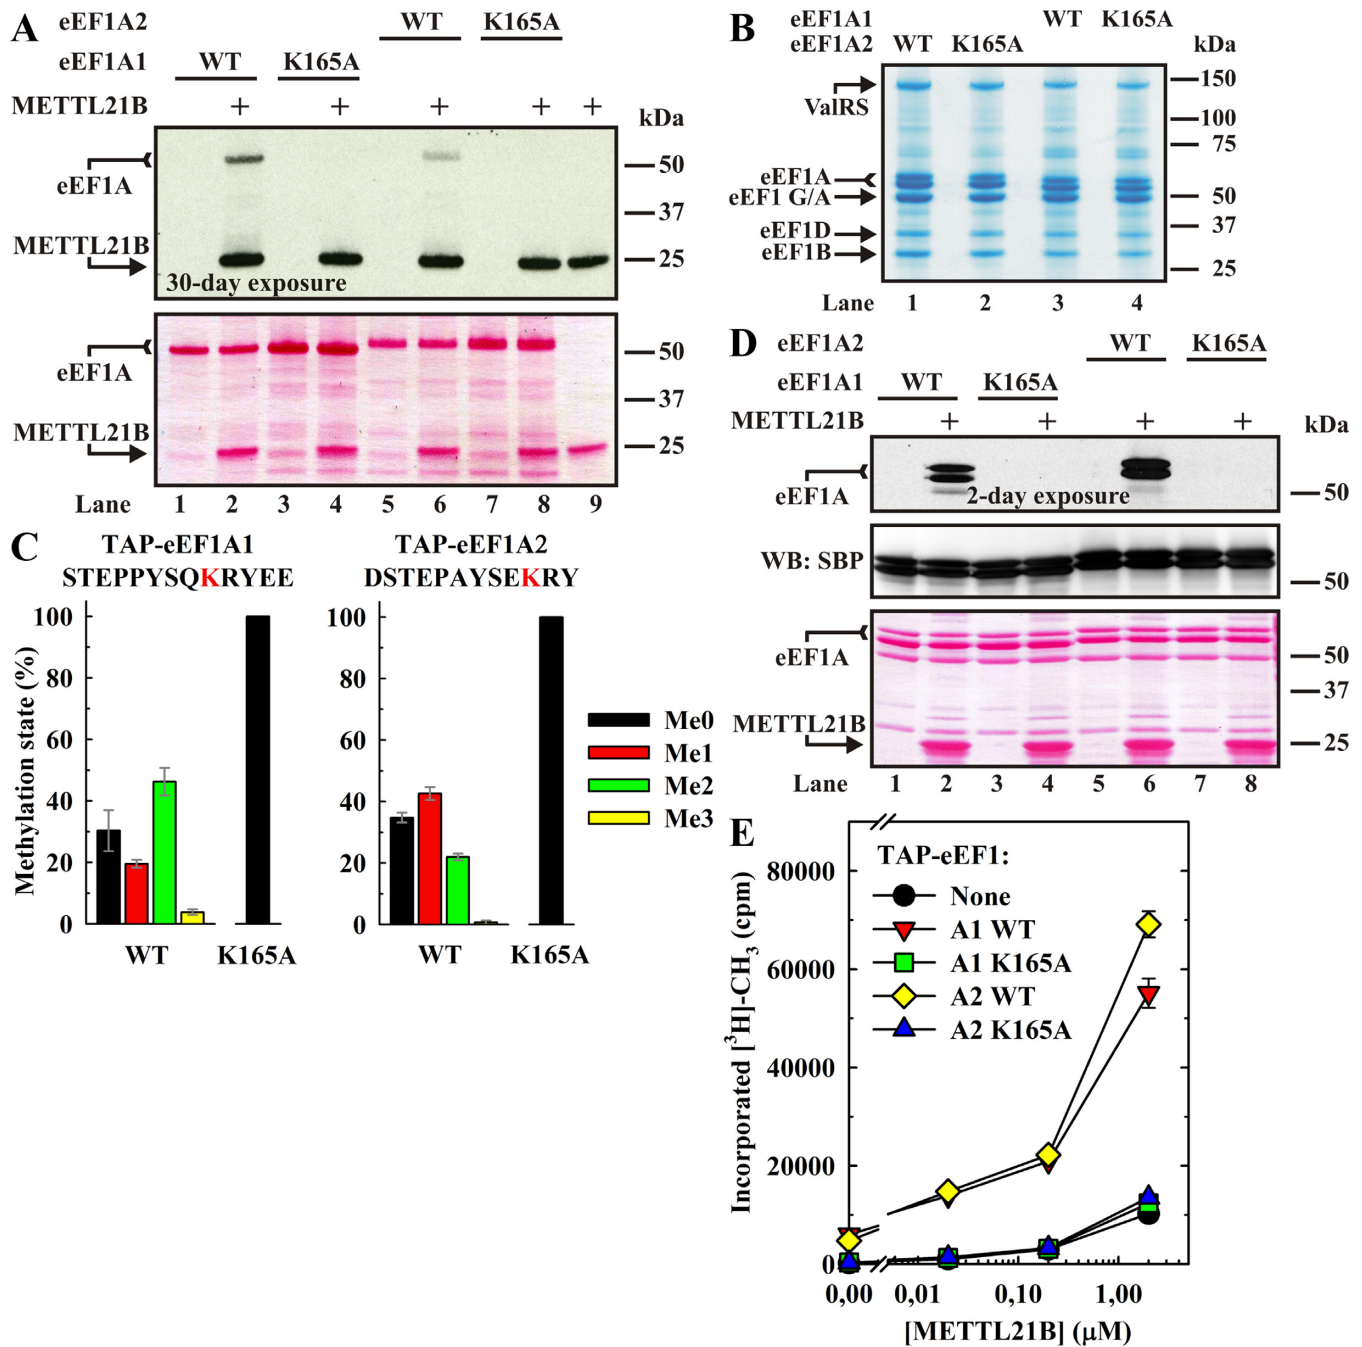 A
eEF1A2 WT K165A
eEF1A1 WT K165A
METTL21B + + + + +
kDa
eEF1A
50
37
METTL21B
25
30-day exposure
eEF1A
50
37
METTL21B
25
Lane 1 2 3 4 5 6 7 8 9
B
eEF1A1 WT K165A
eEF1A2 WT K165A
kDa
ValRS
150
100
75
eEF1A
eEF1 G/A
50
37
eEF1D
eEF1B
25
Lane 1 2 3 4
C
TAP-eEF1A1
STEPPYSQKRYEE
TAP-eEF1A2
DSTEPAYSEKRY
Methylation state (%)
100
80
60
40
20
0
WT K165A
100
80
60
40
20
0
WT K165A
Me0
Me1
Me2
Me3
D
eEF1A2 WT K165A
eEF1A1 WT K165A
METTL21B + + + +
kDa
eEF1A
2-day exposure
50
WB: SBP
50
eEF1A
50
37
METTL21B
25
Lane 1 2 3 4 5 6 7 8
E
TAP-eEF1:
None
A1 WT
A1 K165A
A2 WT
A2 K165A
Incorporated [³H]-CH₃ (cpm)
80000
60000
40000
20000
0
0,00 0,01 0,10 1,00
[METTL21B] (μM)